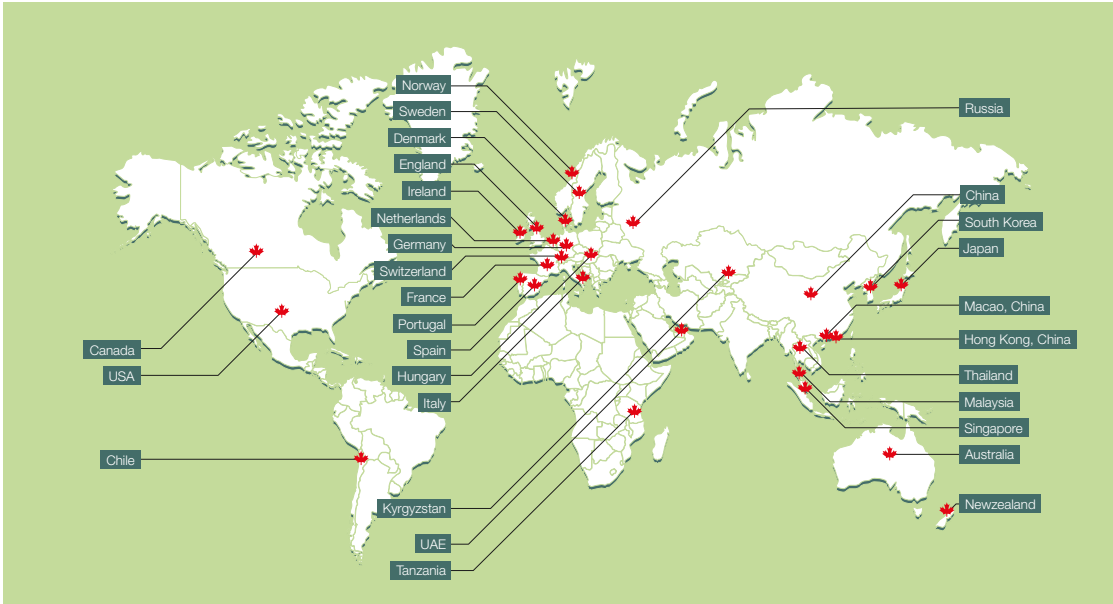 Norway
Sweden
Denmark
England
Ireland
Netherlands
Germany
Switzerland
France
Portugal
Spain
Hungary
Italy
Canada
USA
Chile
Kyrgyzstan
UAE
Tanzania
Russia
China
South Korea
Japan
Macao, China
Hong Kong, China
Thailand
Malaysia
Singapore
Australia
Newzealand